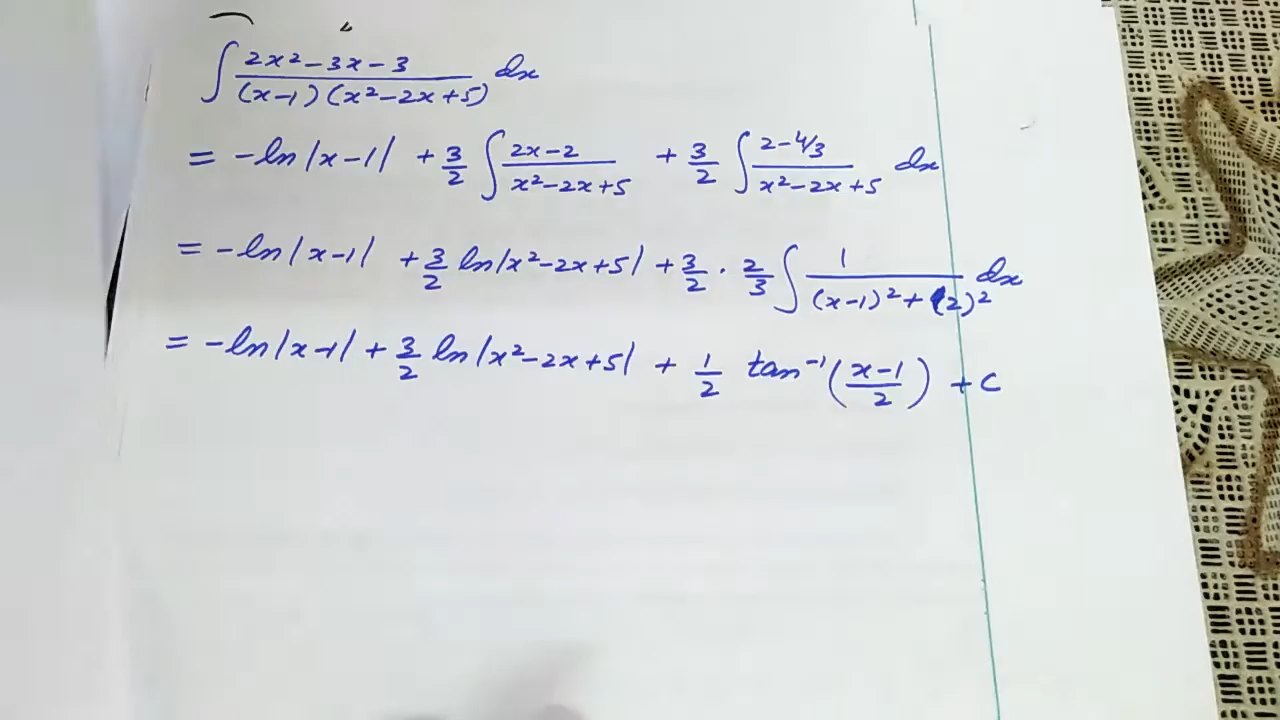 ∫ (2x²-3x-3)/((x-1)(x²-2x+5)) dx
= -ln|x-1| + 3/2 ∫ (2x-2)/(x²-2x+5) + 3/2 ∫ (2-4/3)/(x²-2x+5) dx
= -ln|x-1| + 3/2 ln|x²-2x+5| + 3/2 · 2/3 ∫ 1/((x-1)²+(2)²) dx
= -ln|x-1| + 3/2 ln|x²-2x+5| + 1/2 tan⁻¹((x-1)/2) + C